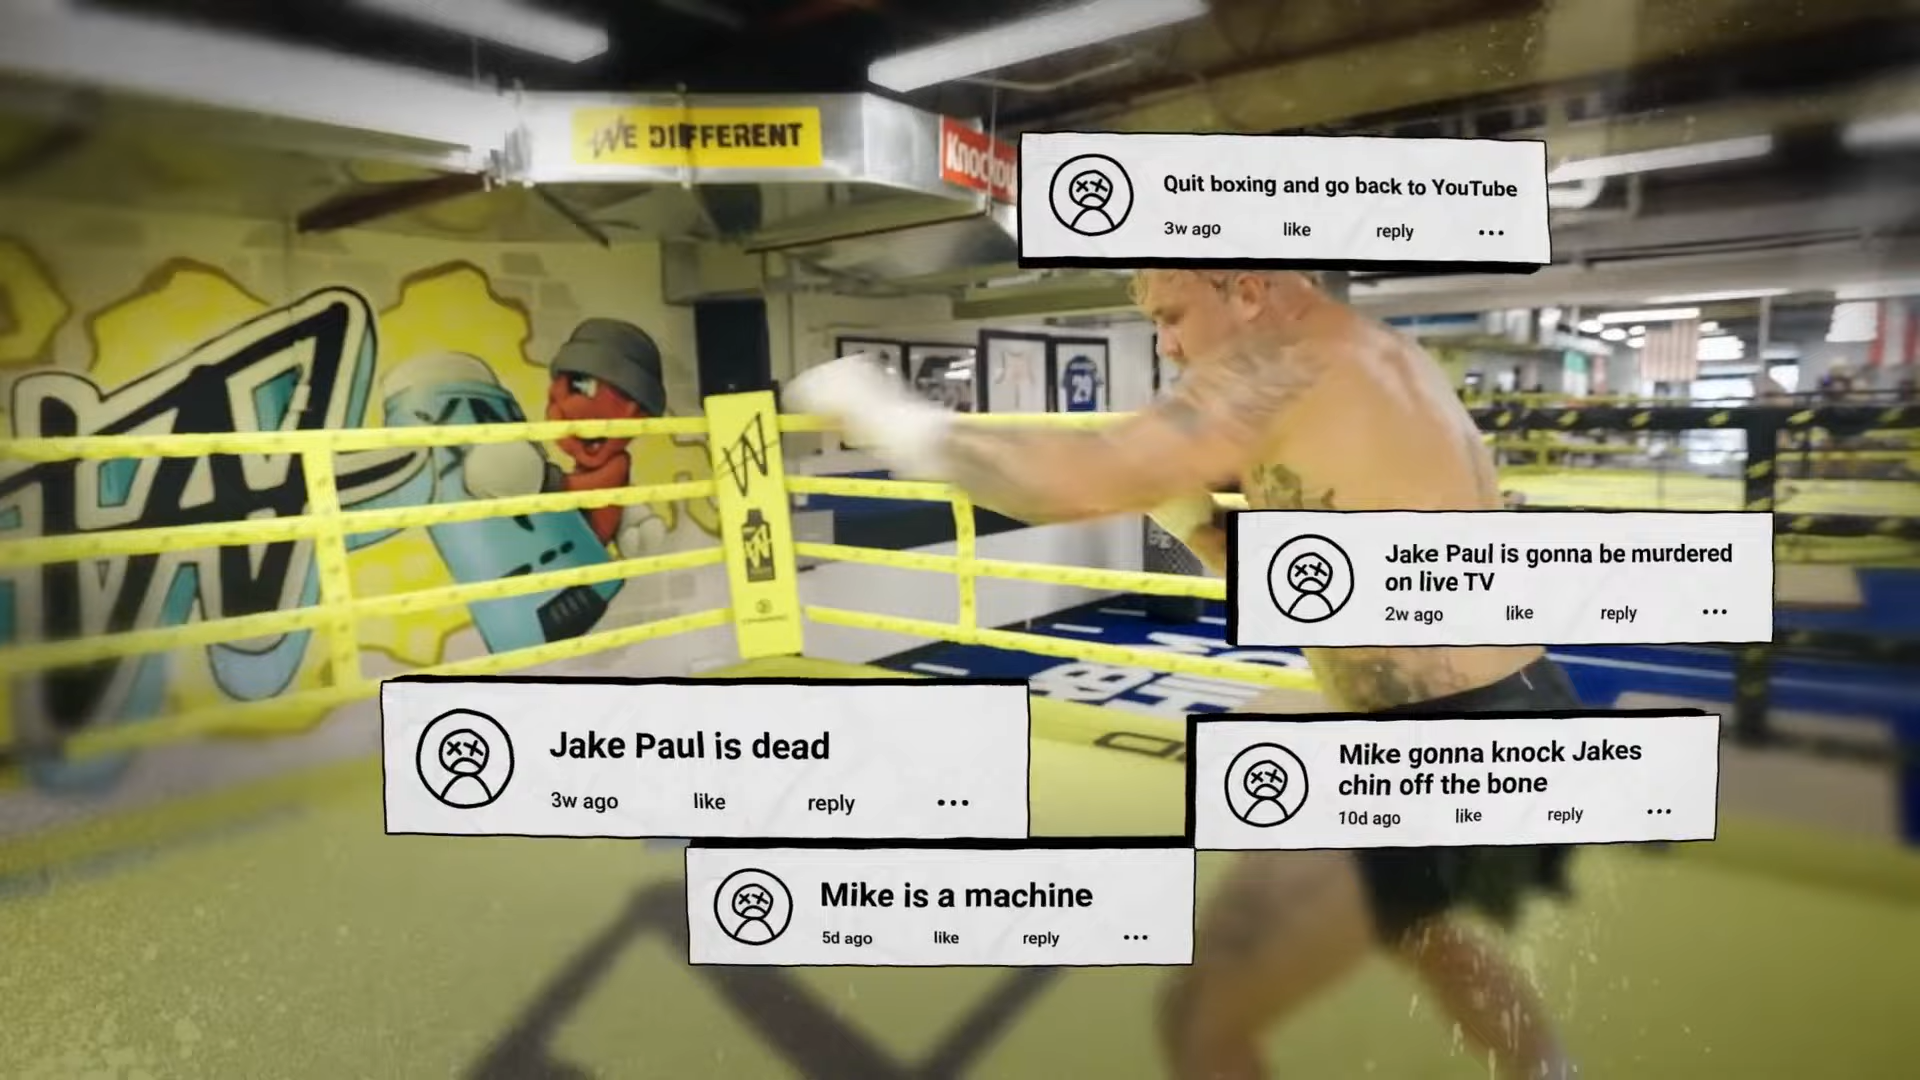 WE DIFFERENT
Knockou
Quit boxing and go back to YouTube
3w ago like reply •••
29
W
W
Jake Paul is gonna be murdered
on live TV
2w ago like reply •••
Jake Paul is dead
3w ago like reply •••
Mike gonna knock Jakes
chin off the bone
10d ago like reply •••
Mike is a machine
5d ago like reply •••